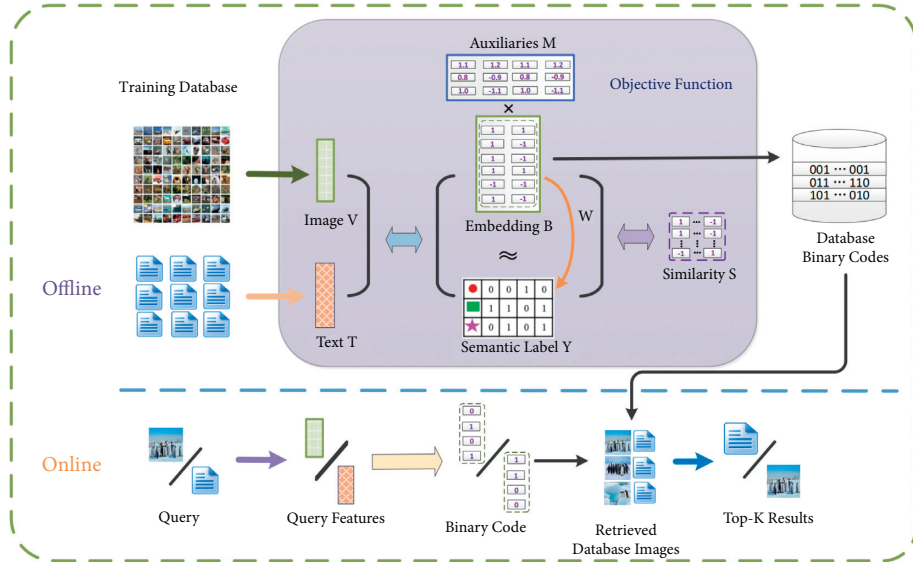 Auxiliaries M
1.1 1.2 1.1 1.2
0.8 -0.9 0.8 -0.9
1.0 -1.1 1.0 -1.1
Objective Function
Training Database
×
1 1
1 -1
1 -1
1 1
-1 -1
1 -1
Image V
Embedding B
W
≈
1 ... -1
1 ... -1
-1 ... 1
Similarity S
001 ··· 001
011 ··· 110
101 ··· 010
Database
Binary Codes
Offline
Text T
0 0 1 0
1 1 0 1
0 1 0 1
Semantic Label Y
Online
0
1
0
1
1
1
0
0
Query
Query Features
Binary Code
Retrieved
Database Images
Top-K Results